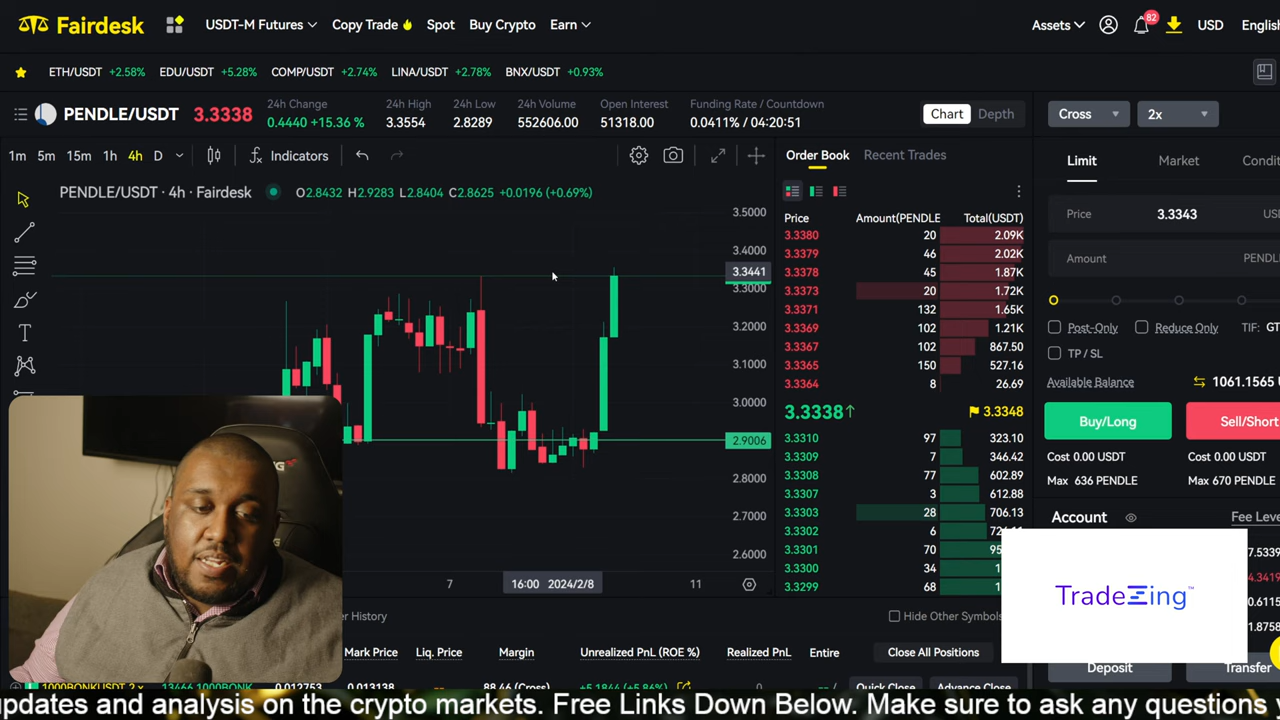 Fairdesk USDT-M Futures Copy Trade Spot Buy Crypto Earn Assets 82 USD English
ETH/USDT +2.58% EDU/USDT +5.28% COMP/USDT +2.74% LINA/USDT +2.78% BNX/USDT +0.93%
PENDLE/USDT 3.3338
24h Change
0.4440 +15.36 %
24h High
3.3554
24h Low
2.8289
24h Volume
552606.00
Open Interest
51318.00
Funding Rate / Countdown
0.0411% / 04:20:51
Chart Depth
Cross 2x
1m 5m 15m 1h 4h D Indicators
PENDLE/USDT · 4h · Fairdesk O2.8432 H2.9283 L2.8404 C2.8625 +0.0196 (+0.69%)
3.5000
3.4000
3.3441
3.3000
3.2000
3.1000
3.0000
2.9006
2.8000
2.7000
2.6000
7 16:00 2024/2/8 11
Order Book Recent Trades
Price Amount(PENDLE Total(USDT)
3.3380 20 2.09K
3.3379 46 2.02K
3.3378 45 1.87K
3.3373 20 1.72K
3.3371 132 1.65K
3.3369 102 1.21K
3.3367 102 867.50
3.3365 150 527.16
3.3364 8 26.69
3.3338↑ 3.3348
3.3310 97 323.10
3.3309 7 346.42
3.3308 77 602.89
3.3307 3 612.88
3.3303 28 706.13
3.3302 6
3.3301 70
3.3300 34
3.3299 68
Limit Market
Price 3.3343
Amount PENDLE
Post-Only Reduce Only TIF:
TP / SL
Available Balance 1061.1565
Buy/Long Sell/Short
Cost 0.00 USDT Cost 0.00 USDT
Max 636 PENDLE Max 670 PENDLE
Account
TradeZing™
Deposit Transfer
History Hide Other Symbols
Mark Price Liq. Price Margin Unrealized PnL (ROE %) Realized PnL Entire Close All Positions
updates and analysis on the crypto markets. Free Links Down Below. Make sure to ask any questions